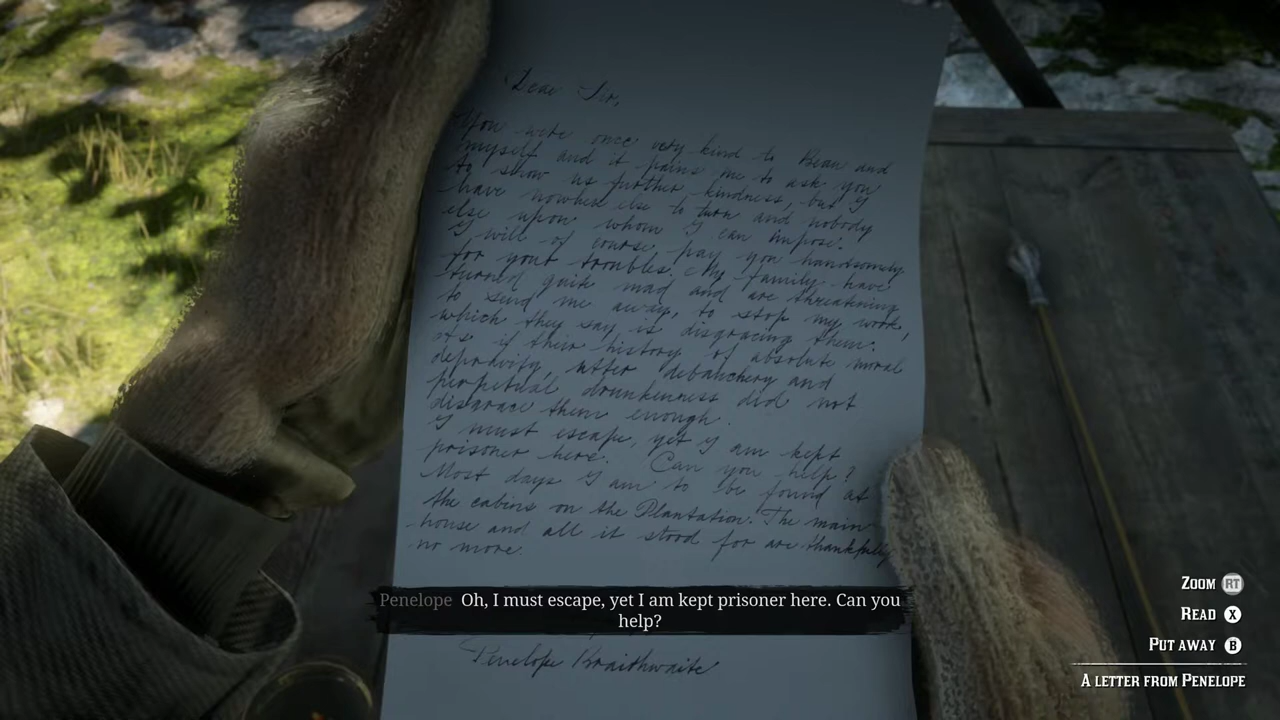 Dear Sir,
You were once very kind to Beau and
myself and it pains me to ask you
to show us further kindness, but I
have nowhere else to turn and nobody
else upon whom I can impose.
I will of course pay you handsomely
for your troubles. My family have
turned quite mad and are threatening
to send me away, to stop my work,
which they say is disgracing them.
As if their history of absolute moral
depravity, utter debauchery and
perpetual drunkenness did not
disgrace them enough.
I must escape, yet I am kept
prisoner here. Can you help?
Most days I am to be found at
the cabins on the Plantation. The main
house and all it stood for are thankfully
no more.
Penelope Oh, I must escape, yet I am kept prisoner here. Can you
help?
Penelope Braithwaite
ZOOM RT
READ X
PUT AWAY B
A LETTER FROM PENELOPE